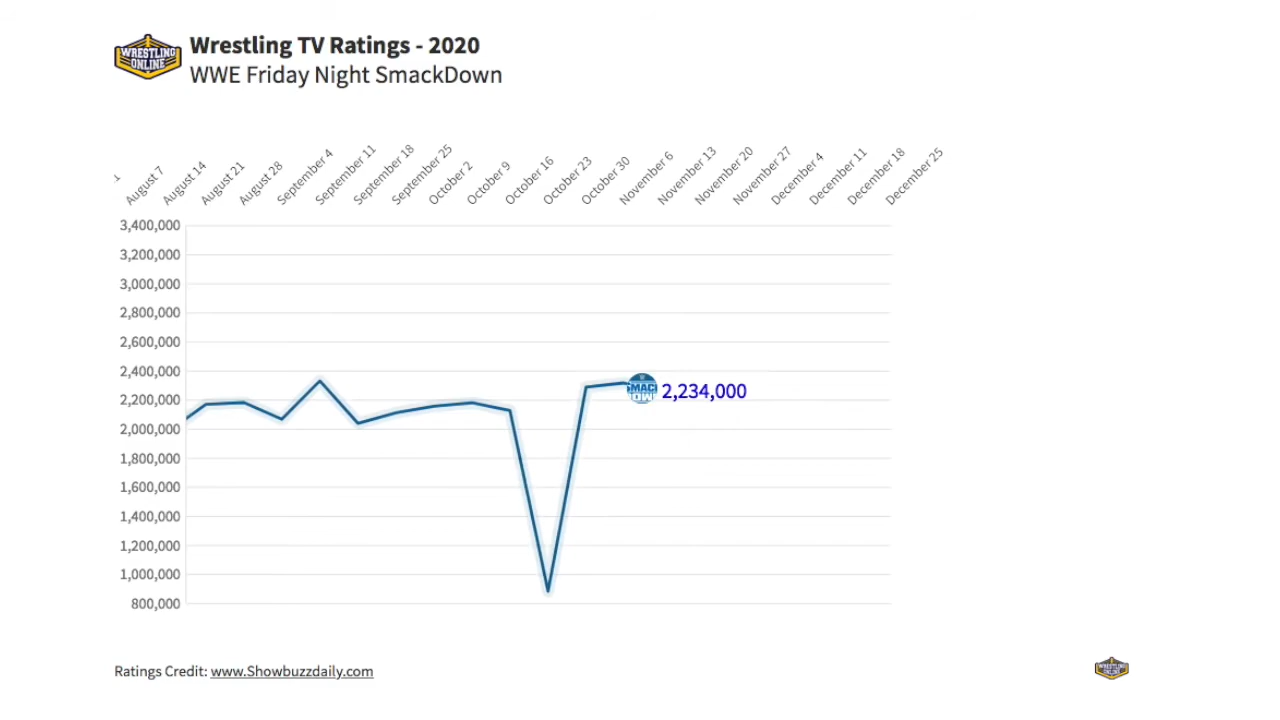 WRESTLING
ONLINE
Wrestling TV Ratings - 2020
WWE Friday Night SmackDown
1
August 7
August 14
August 21
August 28
September 4
September 11
September 18
September 25
October 2
October 9
October 16
October 23
October 30
November 6
November 13
November 20
November 27
December 4
December 11
December 18
December 25
3,400,000
3,200,000
3,000,000
2,800,000
2,600,000
2,400,000
2,200,000
2,000,000
1,800,000
1,600,000
1,400,000
1,200,000
1,000,000
800,000
SMAC
OW
2,234,000
Ratings Credit: www.Showbuzzdaily.com
WRESTLING
ONLINE